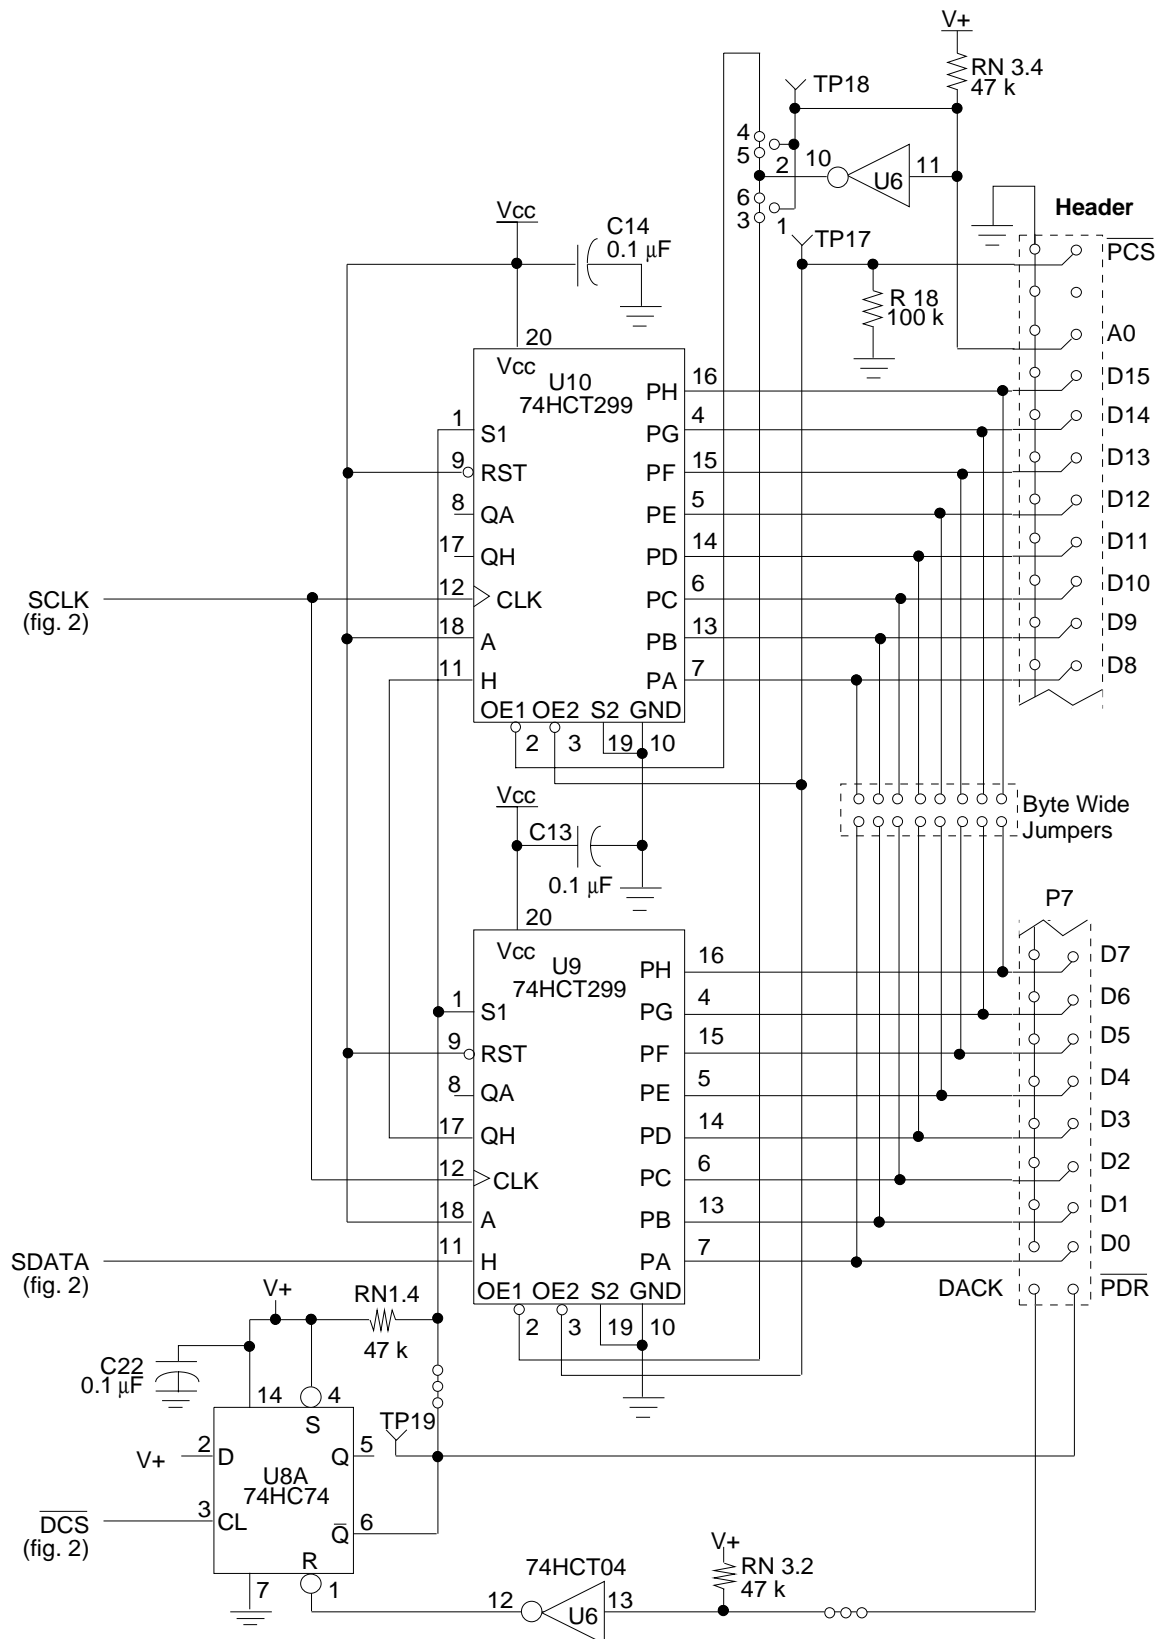 V+
RN 3.4
47 k
TP18
4
5
2
10
U6
11
6
3
1
Header
TP17
PCS
R 18
100 k
A0
Vcc
C14
0.1 µF
20
Vcc
U10
74HCT299
PH
16
D15
1
S1
PG
4
D14
9
RST
PF
15
D13
8
QA
PE
5
D12
17
QH
PD
14
D11
SCLK
(fig. 2)
12
CLK
PC
6
D10
18
A
PB
13
D9
11
H
PA
7
D8
OE1
OE2
S2
GND
2
3
19
10
Vcc
C13
0.1 µF
Byte Wide
Jumpers
P7
20
Vcc
U9
74HCT299
PH
16
D7
1
S1
PG
4
D6
9
RST
PF
15
D5
8
QA
PE
5
D4
17
QH
PD
14
D3
12
CLK
PC
6
D2
18
A
PB
13
D1
SDATA
(fig. 2)
11
H
PA
7
D0
OE1
OE2
S2
GND
2
3
19
10
DACK
PDR
V+
RN1.4
47 k
C22
0.1 µF
14
4
S
TP19
V+
2
D
Q
5
U8A
74HC74
DCS
(fig. 2)
3
CL
Q
6
R
7
1
74HCT04
12
U6
13
V+
RN 3.2
47 k